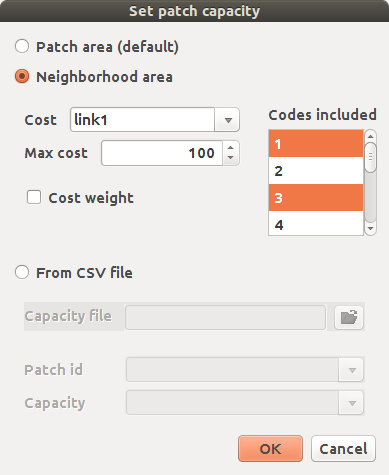 Set patch capacity
Patch area (default)
Neighborhood area
Cost link1
Max cost 100
Cost weight
Codes included
1
2
3
4
From CSV file
Capacity file
Patch id
Capacity
OK Cancel